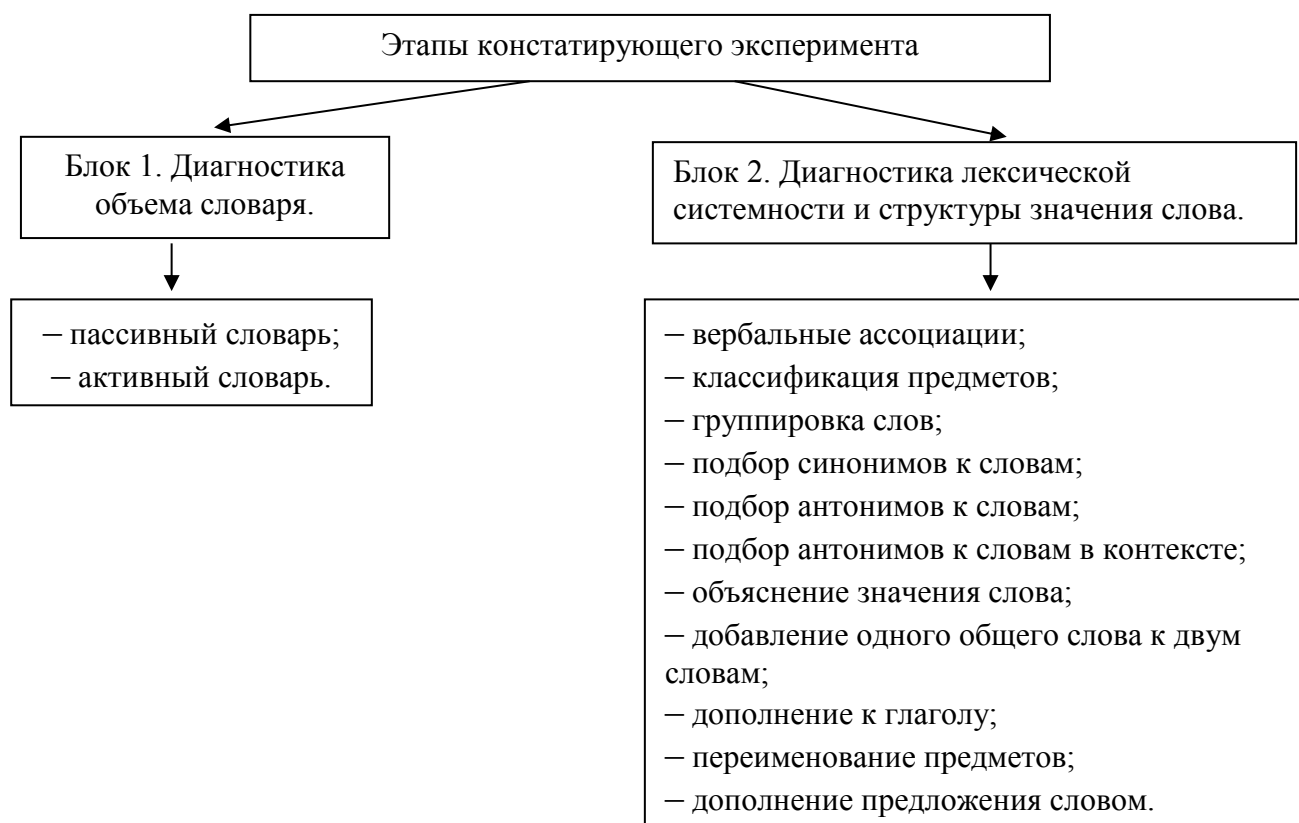 Этапы констатирующего эксперимента
Блок 1. Диагностика
объема словаря.
Блок 2. Диагностика лексической
системности и структуры значения слова.
– пассивный словарь;
– активный словарь.
– вербальные ассоциации;
– классификация предметов;
– группировка слов;
– подбор синонимов к словам;
– подбор антонимов к словам;
– подбор антонимов к словам в контексте;
– объяснение значения слова;
– добавление одного общего слова к двум
словам;
– дополнение к глаголу;
– переименование предметов;
– дополнение предложения словом.